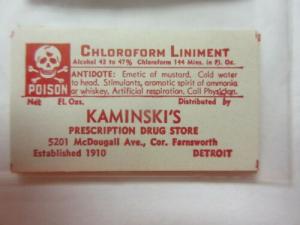 CHLOROFORM LINIMENT
Alcohol 43 to 47% Chloroform 144 Mins. in Fl. Oz.
POISON
ANTIDOTE: Emetic of mustard. Cold water
to head. Stimulants, aromatic spirit of ammonia
or whiskey, Artificial respiration, Call Physician.
Net Fl. Ozs. Distributed by
KAMINSKI'S
PRESCRIPTION DRUG STORE
5201 McDougall Ave., Cor. Farnsworth
Established 1910 DETROIT